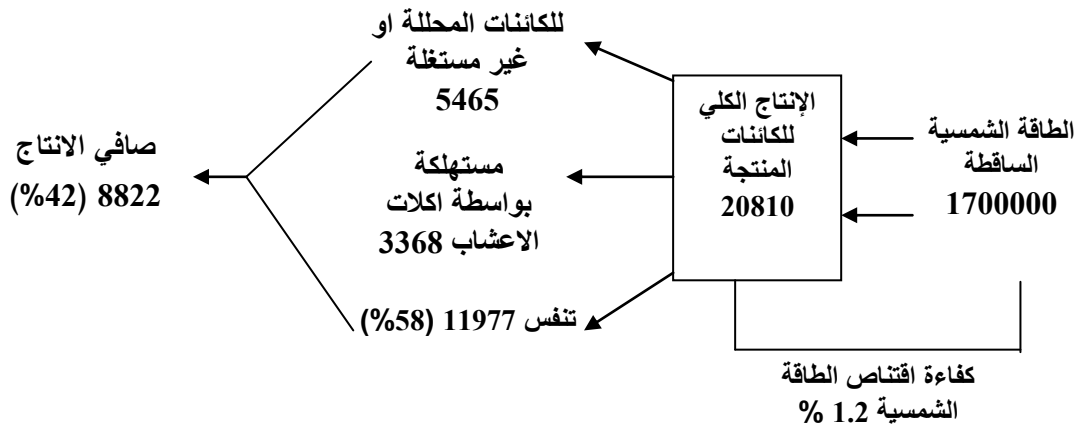 الطاقة الشمسية
الساقطة
1700000
الإنتاج الكلي
للكائنات
المنتجة
20810
للكائنات المحللة او
غير مستغلة
5465
مستهلكة
بواسطة اكلات
الاعشاب 3368
تنفس 11977 (58%)
صافي الانتاج
8822 (42%)
كفاءة اقتناص الطاقة
الشمسية 1.2 %